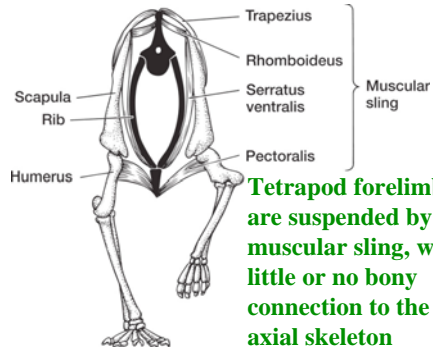 Trapezius
Rhomboideus
Scapula
Rib
Serratus
ventralis
Muscular
sling
Humerus
Pectoralis
Tetrapod forelimb
are suspended by
muscular sling, w
little or no bony
connection to the
axial skeleton